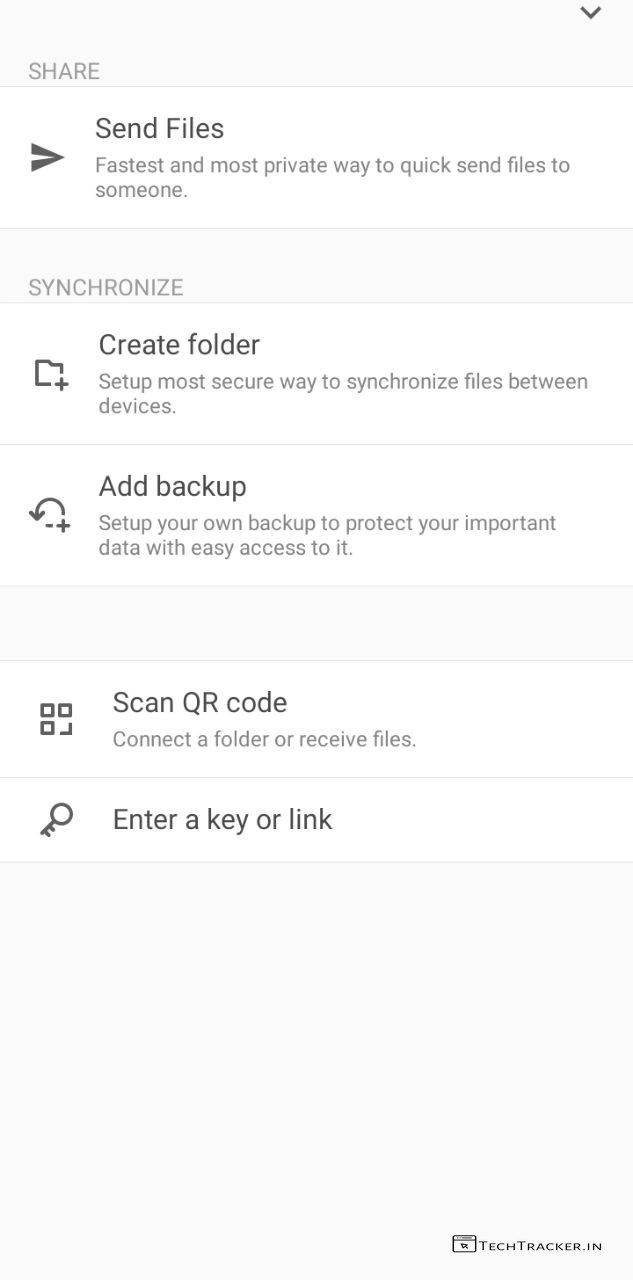 SHARE
Send Files
Fastest and most private way to quick send files to
someone.
SYNCHRONIZE
Create folder
Setup most secure way to synchronize files between
devices.
Add backup
Setup your own backup to protect your important
data with easy access to it.
Scan QR code
Connect a folder or receive files.
Enter a key or link
TECHTRACKER.IN